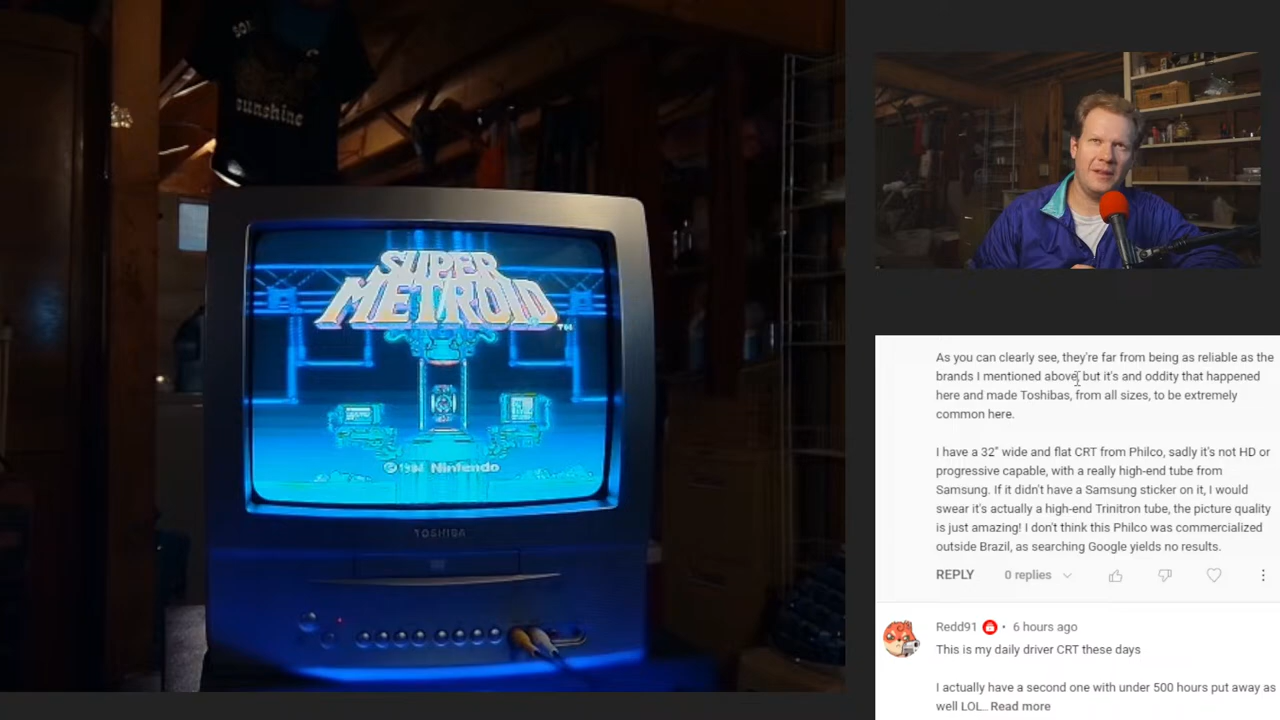 SO
sunshine
SUPER
METROID
TM
Nintendo
TOSHIBA
As you can clearly see, they're far from being as reliable as the
brands I mentioned above, but it's and oddity that happened
here and made Toshibas, from all sizes, to be extremely
common here.
I have a 32" wide and flat CRT from Philco, sadly it's not HD or
progressive capable, with a really high-end tube from
Samsung. If it didn't have a Samsung sticker on it, I would
swear it's actually a high-end Trinitron tube, the picture quality
is just amazing! I don't think this Philco was commercialized
outside Brazil, as searching Google yields no results.
REPLY 0 replies
Redd91 • 6 hours ago
This is my daily driver CRT these days
I actually have a second one with under 500 hours put away as
well LOL... Read more